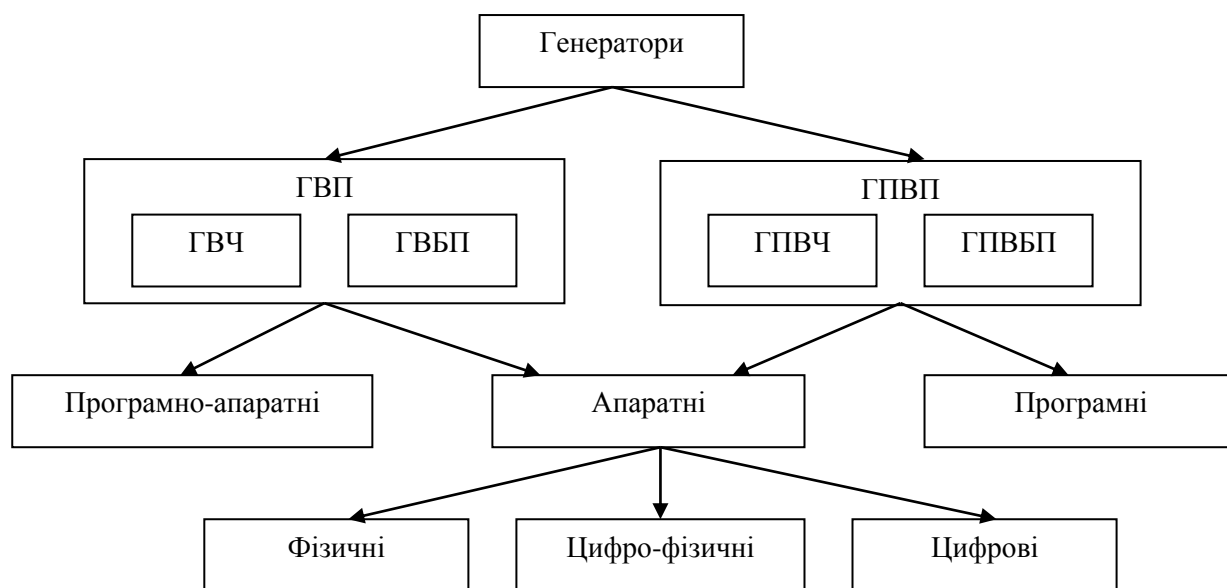 Генератори
ГВП
ГПВП
ГВЧ
ГВБП
ГПВЧ
ГПВБП
Програмно-апаратні
Апаратні
Програмні
Фізичні
Цифро-фізичні
Цифрові